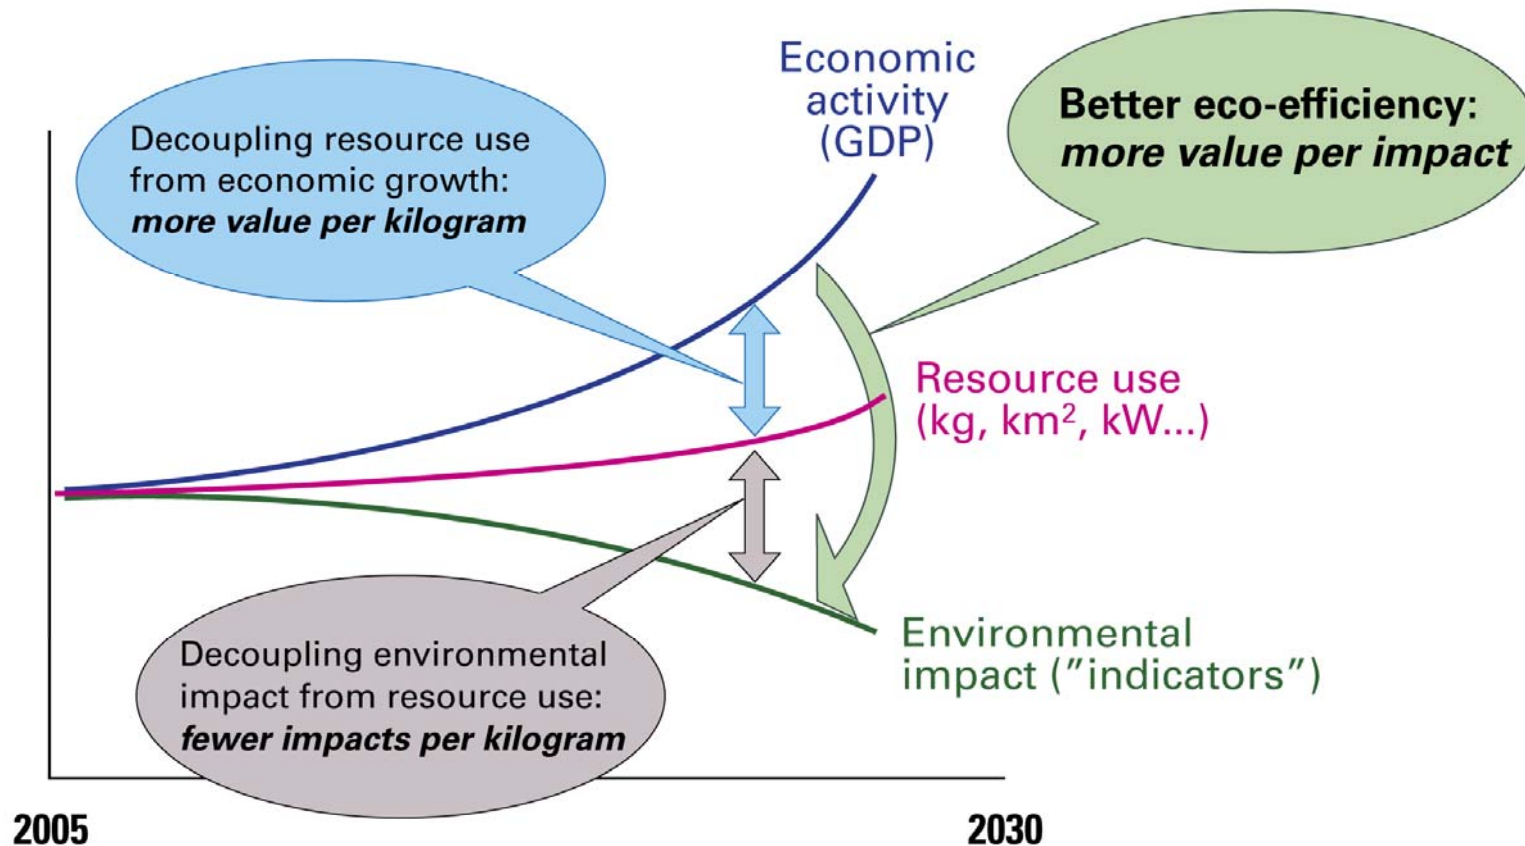 Economic
activity
(GDP)
Better eco-efficiency:
more value per impact
Decoupling resource use
from economic growth:
more value per kilogram
Resource use
(kg, km², kW...)
Decoupling environmental
impact from resource use:
fewer impacts per kilogram
Environmental
impact (”indicators”)
2005
2030